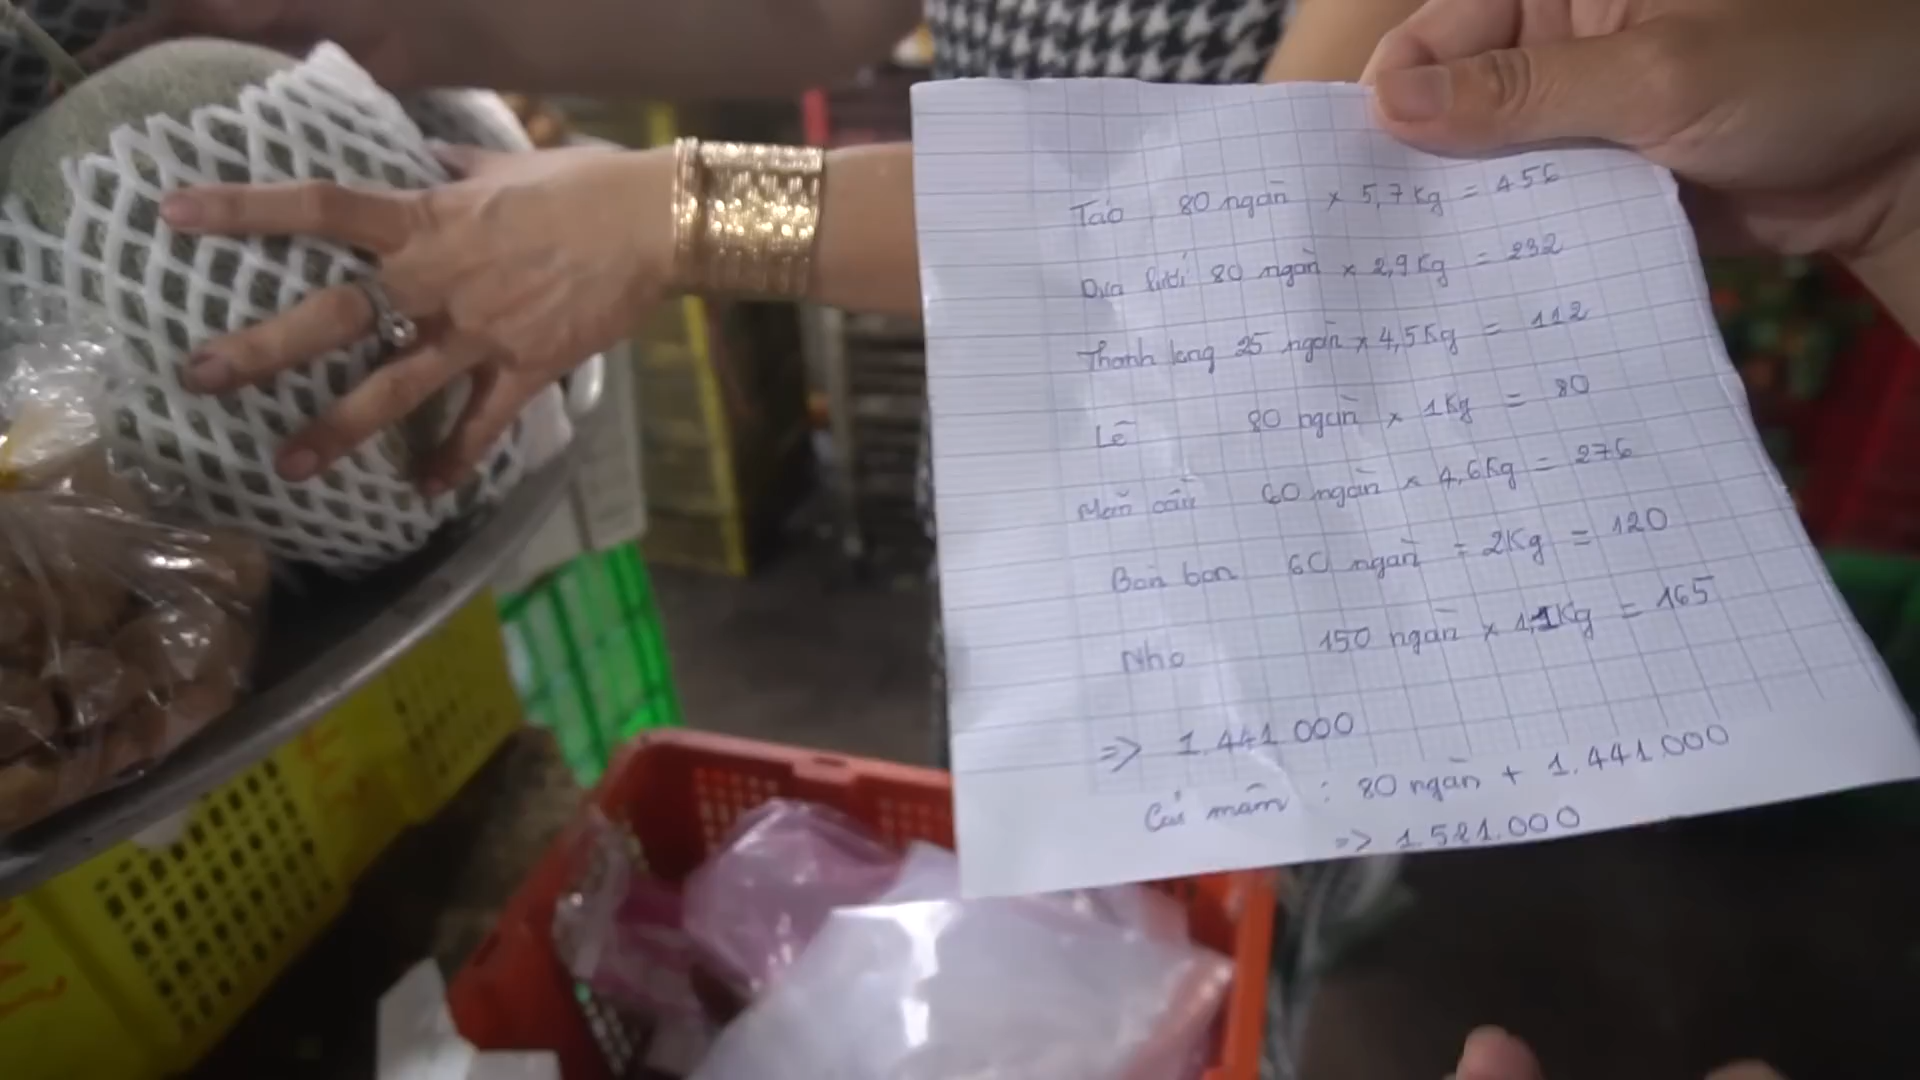 Táo 80 ngàn x 5,7 Kg = 456
Dưa lưới 80 ngàn x 2,9 Kg = 232
Thanh long 25 ngàn x 4,5 Kg = 112
Lê 80 ngàn x 1 Kg = 80
Mãn cầu 60 ngàn x 4,6 Kg = 276
Bòn bon 60 ngàn = 2 Kg = 120
Nho 150 ngàn x 1,1 Kg = 165
=> 1.441.000
Cái mâm : 80 ngàn + 1.441.000
=> 1.521.000